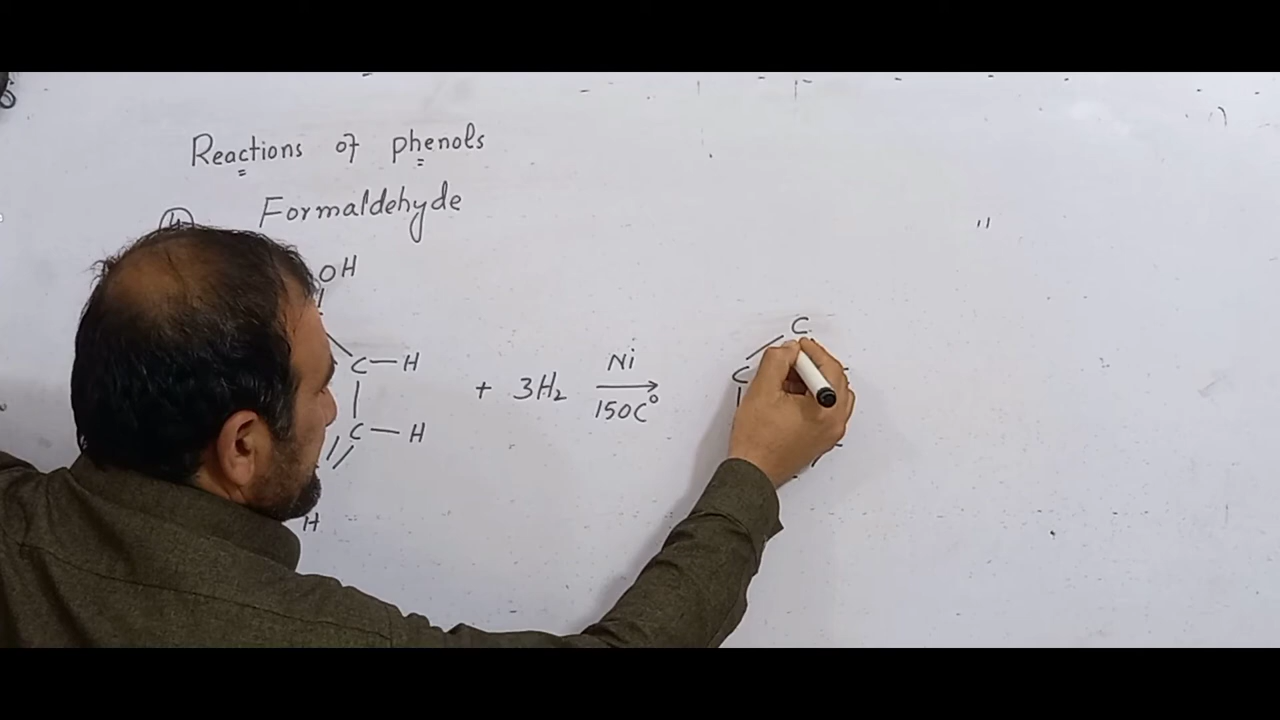 Reactions of phenols
Formaldehyde
OH
C—H
C—H
H
+ 3H₂
Ni
150C°
C
C